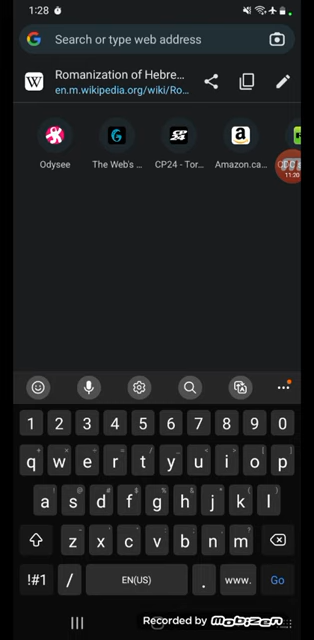 1:28
Search or type web address
W
Romanization of Hebre...
en.m.wikipedia.org/wiki/Ro...
Odysee
The Web's ...
CP24 - Tor...
Amazon.ca...
11:20
1 2 3 4 5 6 7 8 9 0
q w e r t y u i o p
a s d f g h j k l
z x c v b n m
!#1 / EN(US) . www. Go
Recorded by Mobizen